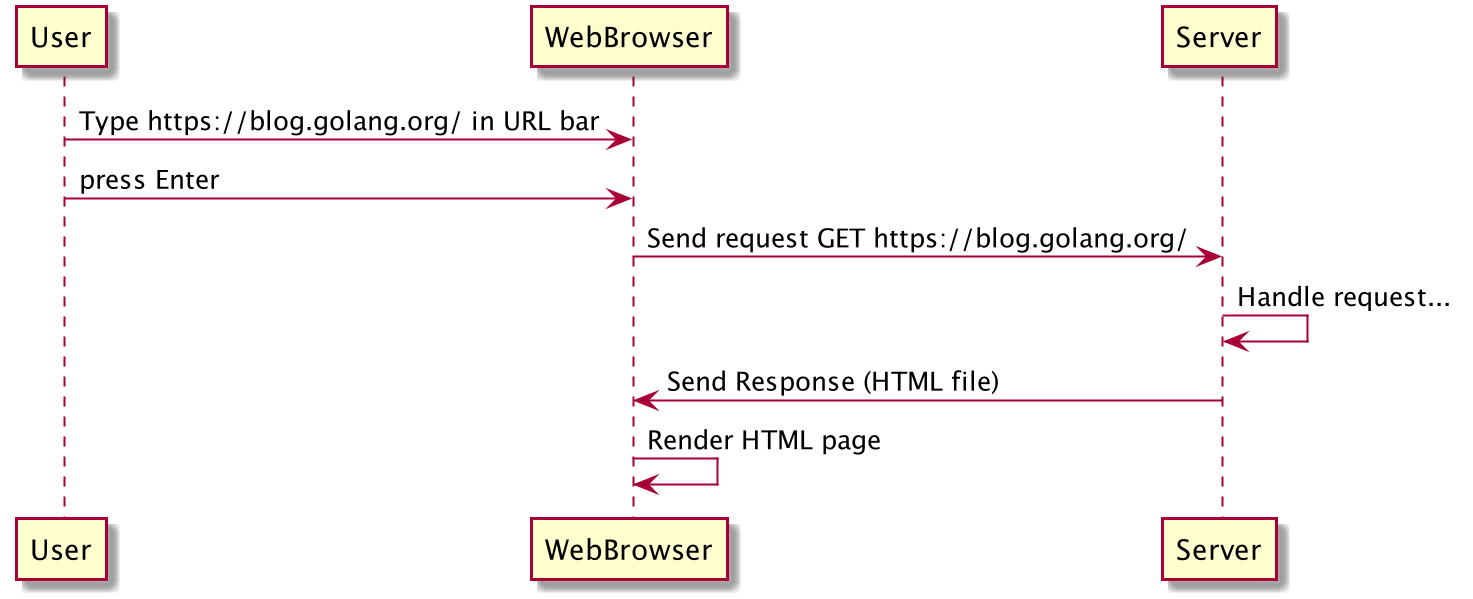 User
WebBrowser
Server
Type https://blog.golang.org/ in URL bar
press Enter
Send request GET https://blog.golang.org/
Handle request...
Send Response (HTML file)
Render HTML page
User
WebBrowser
Server